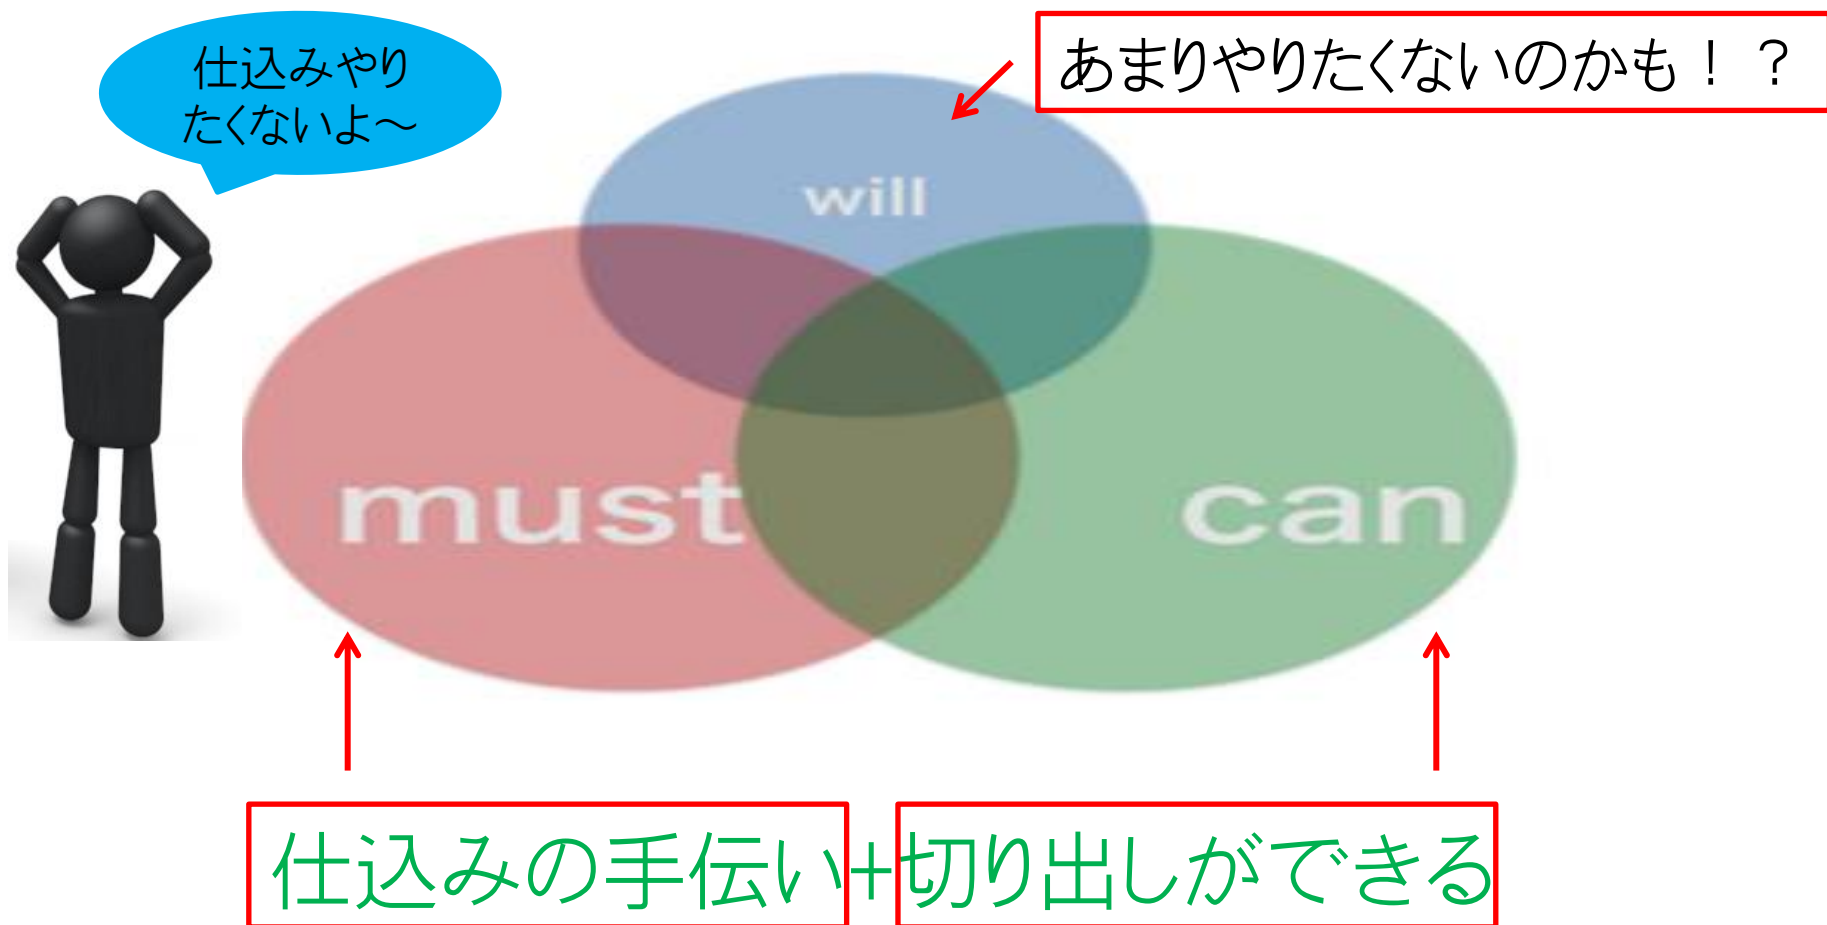 仕込みやり
たくないよ～
あまりやりたくないのかも！？
will
must
can
仕込みの手伝い+切り出しができる